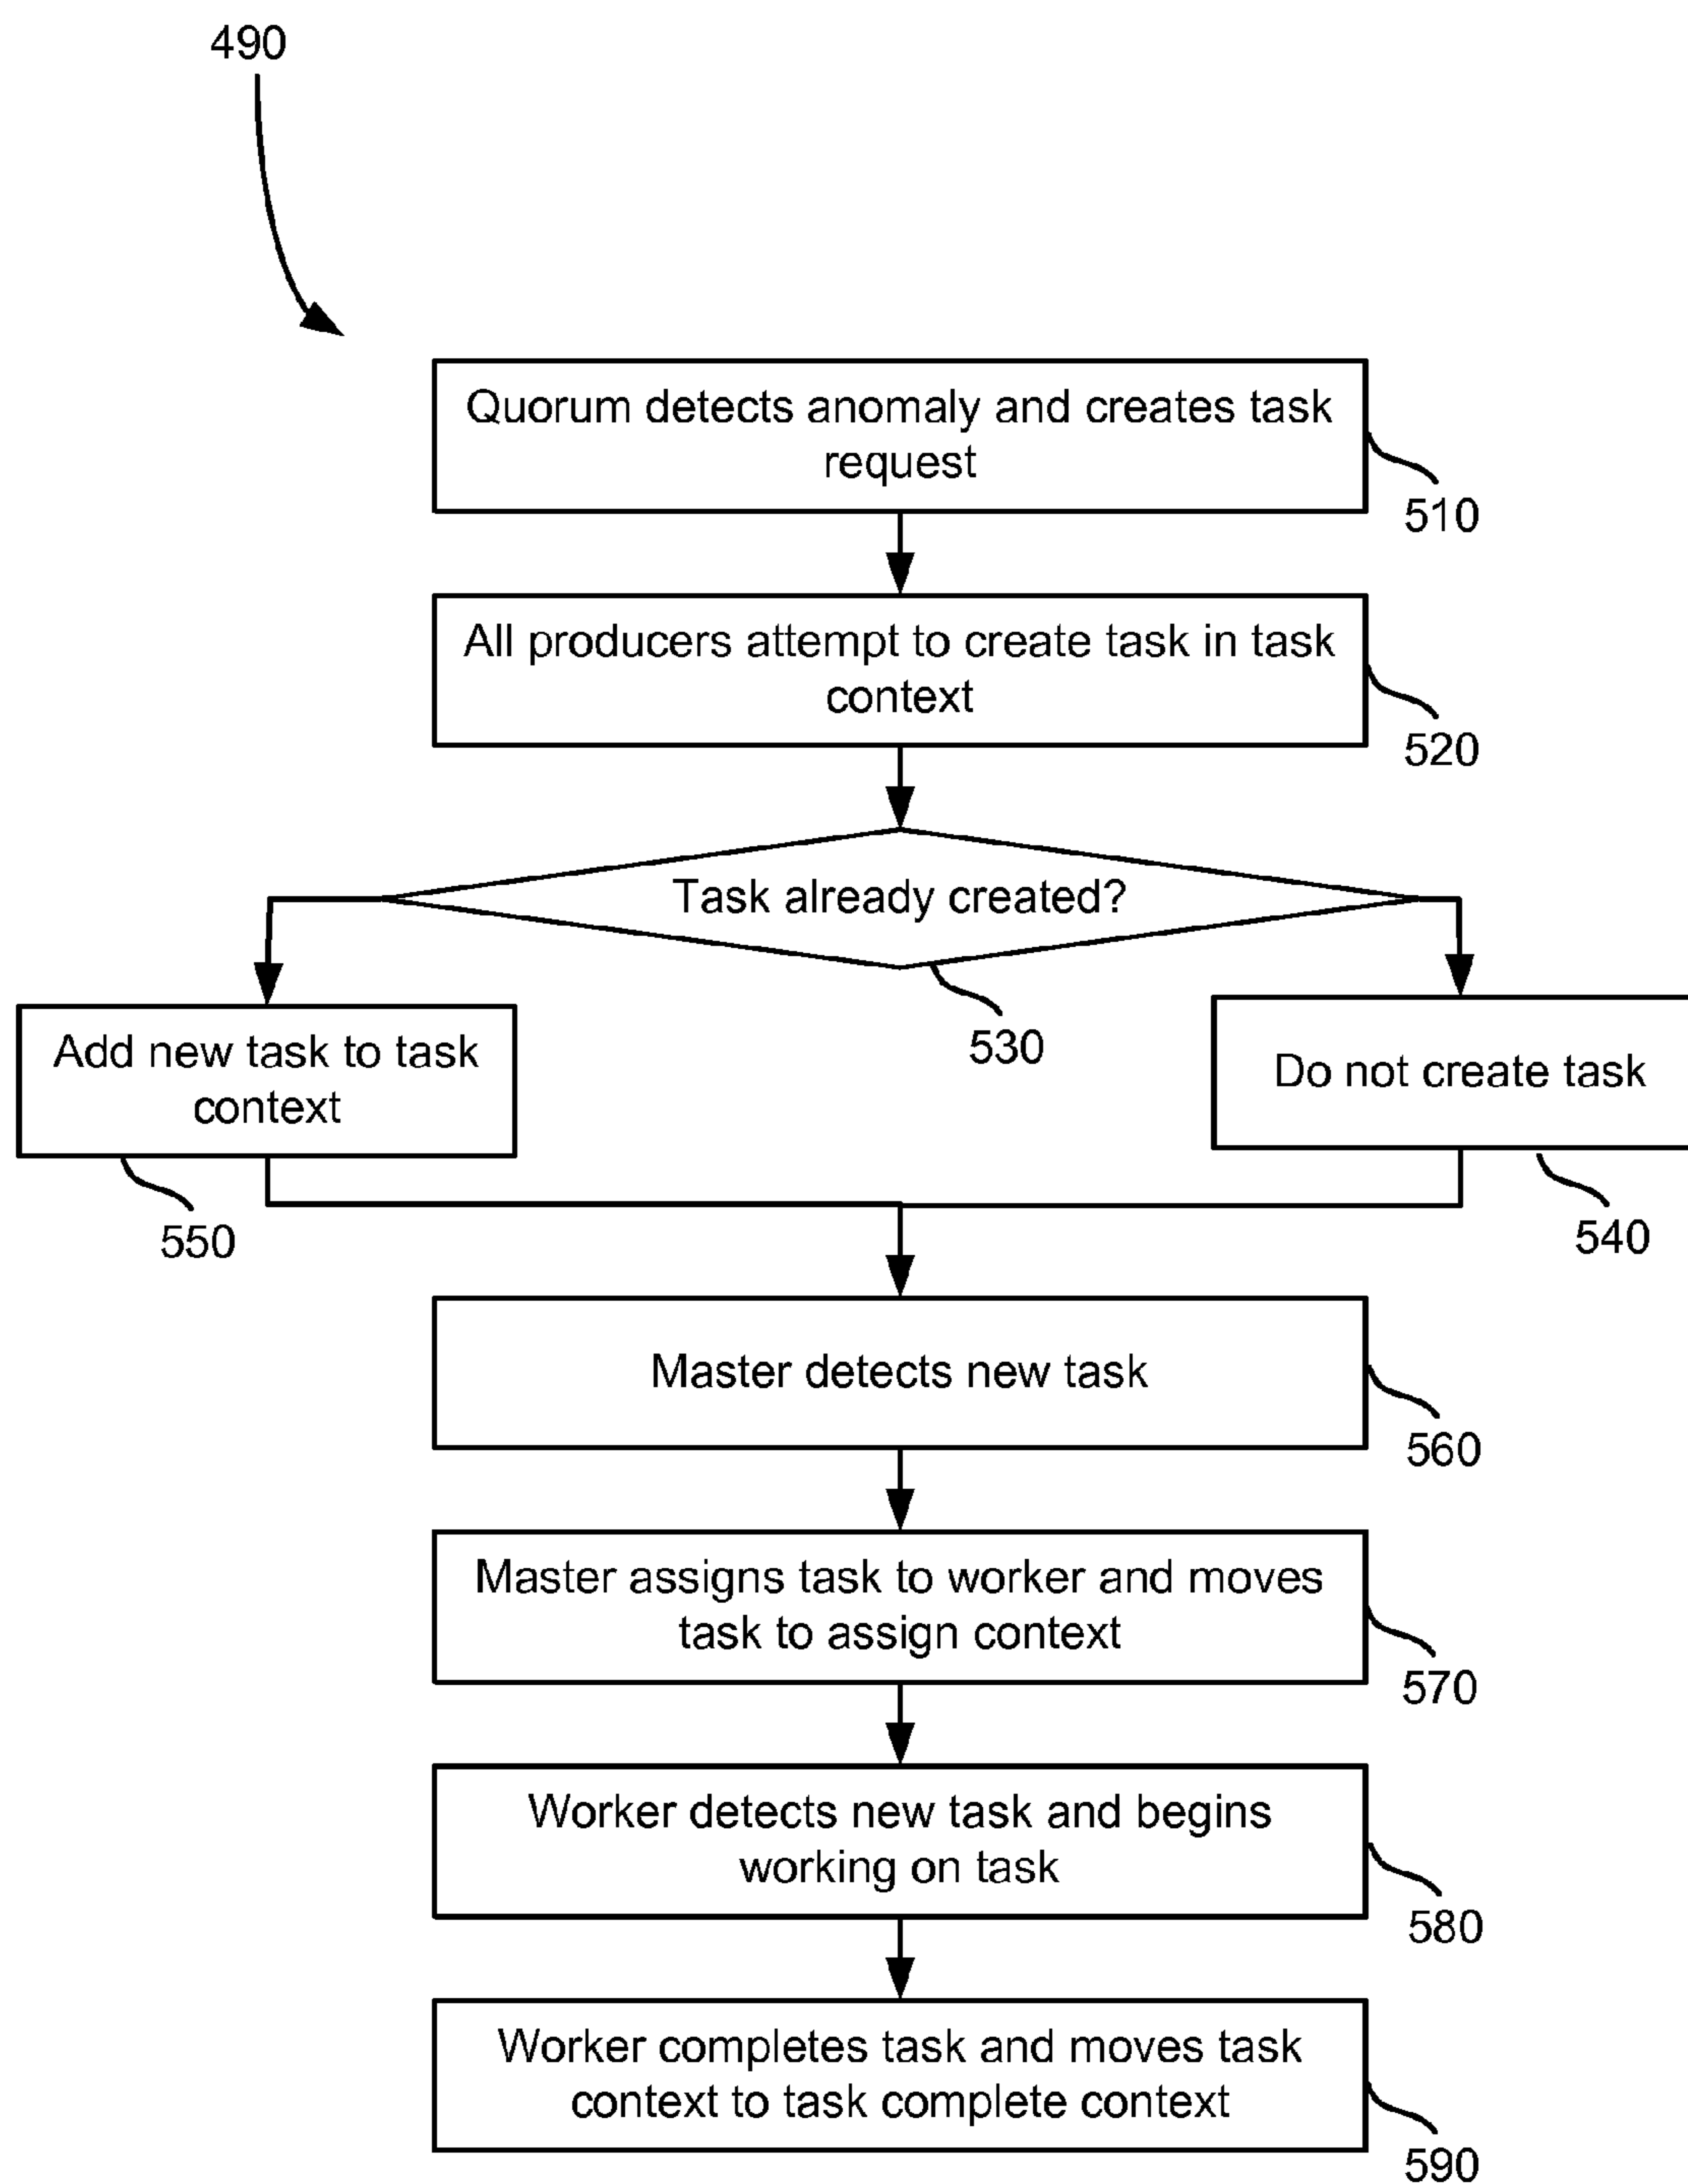 490
Quorum detects anomaly and creates task
request
510
All producers attempt to create task in task
context
520
Task already created?
530
Add new task to task
context
550
Do not create task
540
Master detects new task
560
Master assigns task to worker and moves
task to assign context
570
Worker detects new task and begins
working on task
580
Worker completes task and moves task
context to task complete context
590